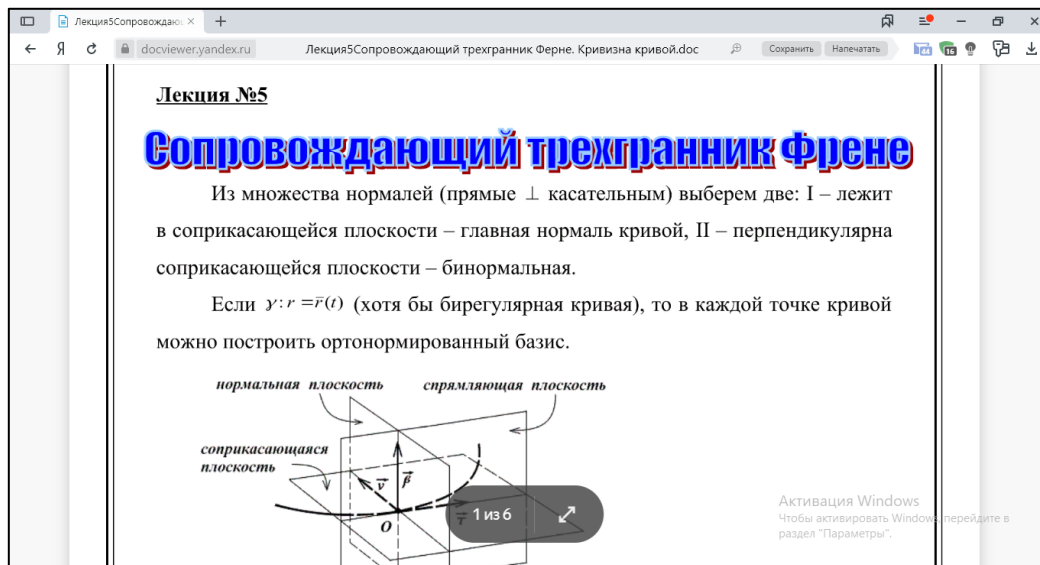 Лекция5Сопровождаю
Я docviewer.yandex.ru Лекция5Сопровождающий трехгранник Ферне. Кривизна кривой.doc Сохранить Напечатать 44 16
Лекция №5
Сопровождающий трехгранник Френе
Из множества нормалей (прямые ⊥ касательным) выберем две: I – лежит
в соприкасающейся плоскости – главная нормаль кривой, II – перпендикулярна
соприкасающейся плоскости – бинормальная.
Если γ: r = r̄(t) (хотя бы бирегулярная кривая), то в каждой точке кривой
можно построить ортонормированный базис.
нормальная плоскость спрямляющая плоскость
соприкасающаяся
плоскость
ν⃗ β⃗
τ⃗
O
1 из 6
Активация Windows
Чтобы активировать Windows, перейдите в
раздел "Параметры".